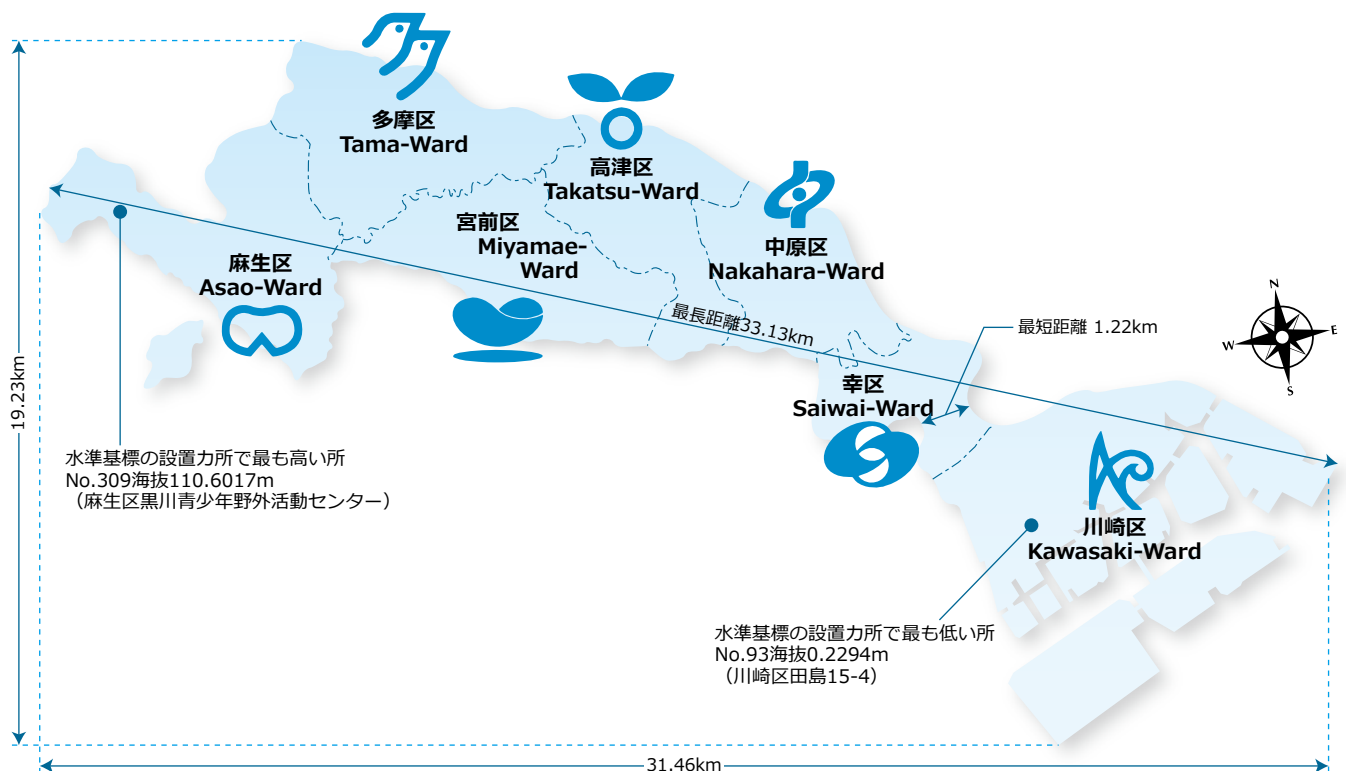 多摩区
Tama-Ward
高津区
Takatsu-Ward
宮前区
Miyamae-
Ward
中原区
Nakahara-Ward
麻生区
Asao-Ward
最長距離33.13km
最短距離 1.22km
N
W
E
S
幸区
Saiwai-Ward
19.23km
水準基標の設置カ所で最も高い所
No.309海抜110.6017m
（麻生区黒川青少年野外活動センター）
川崎区
Kawasaki-Ward
水準基標の設置カ所で最も低い所
No.93海抜0.2294m
（川崎区田島15-4）
31.46km